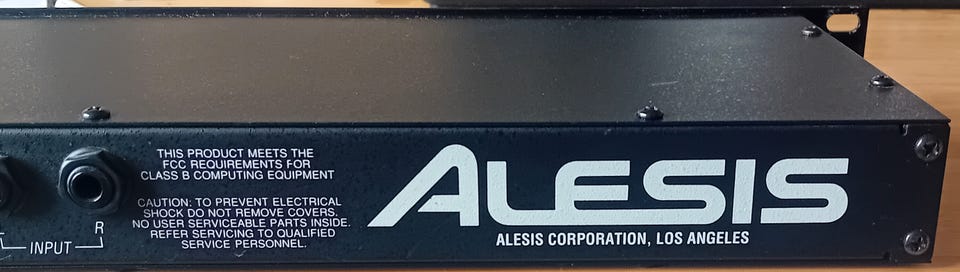 THIS PRODUCT MEETS THE
FCC REQUIREMENTS FOR
CLASS B COMPUTING EQUIPMENT
CAUTION: TO PREVENT ELECTRICAL
SHOCK DO NOT REMOVE COVERS.
NO USER SERVICEABLE PARTS INSIDE.
REFER SERVICING TO QUALIFIED
SERVICE PERSONNEL.
R
INPUT
ALESIS
ALESIS CORPORATION, LOS ANGELES